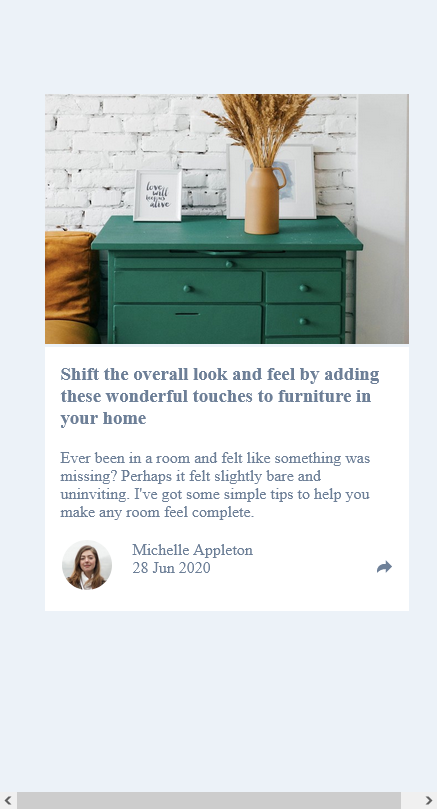 love
will
keep us
alive
Shift the overall look and feel by adding
these wonderful touches to furniture in
your home
Ever been in a room and felt like something was
missing? Perhaps it felt slightly bare and
uninviting. I've got some simple tips to help you
make any room feel complete.
Michelle Appleton
28 Jun 2020